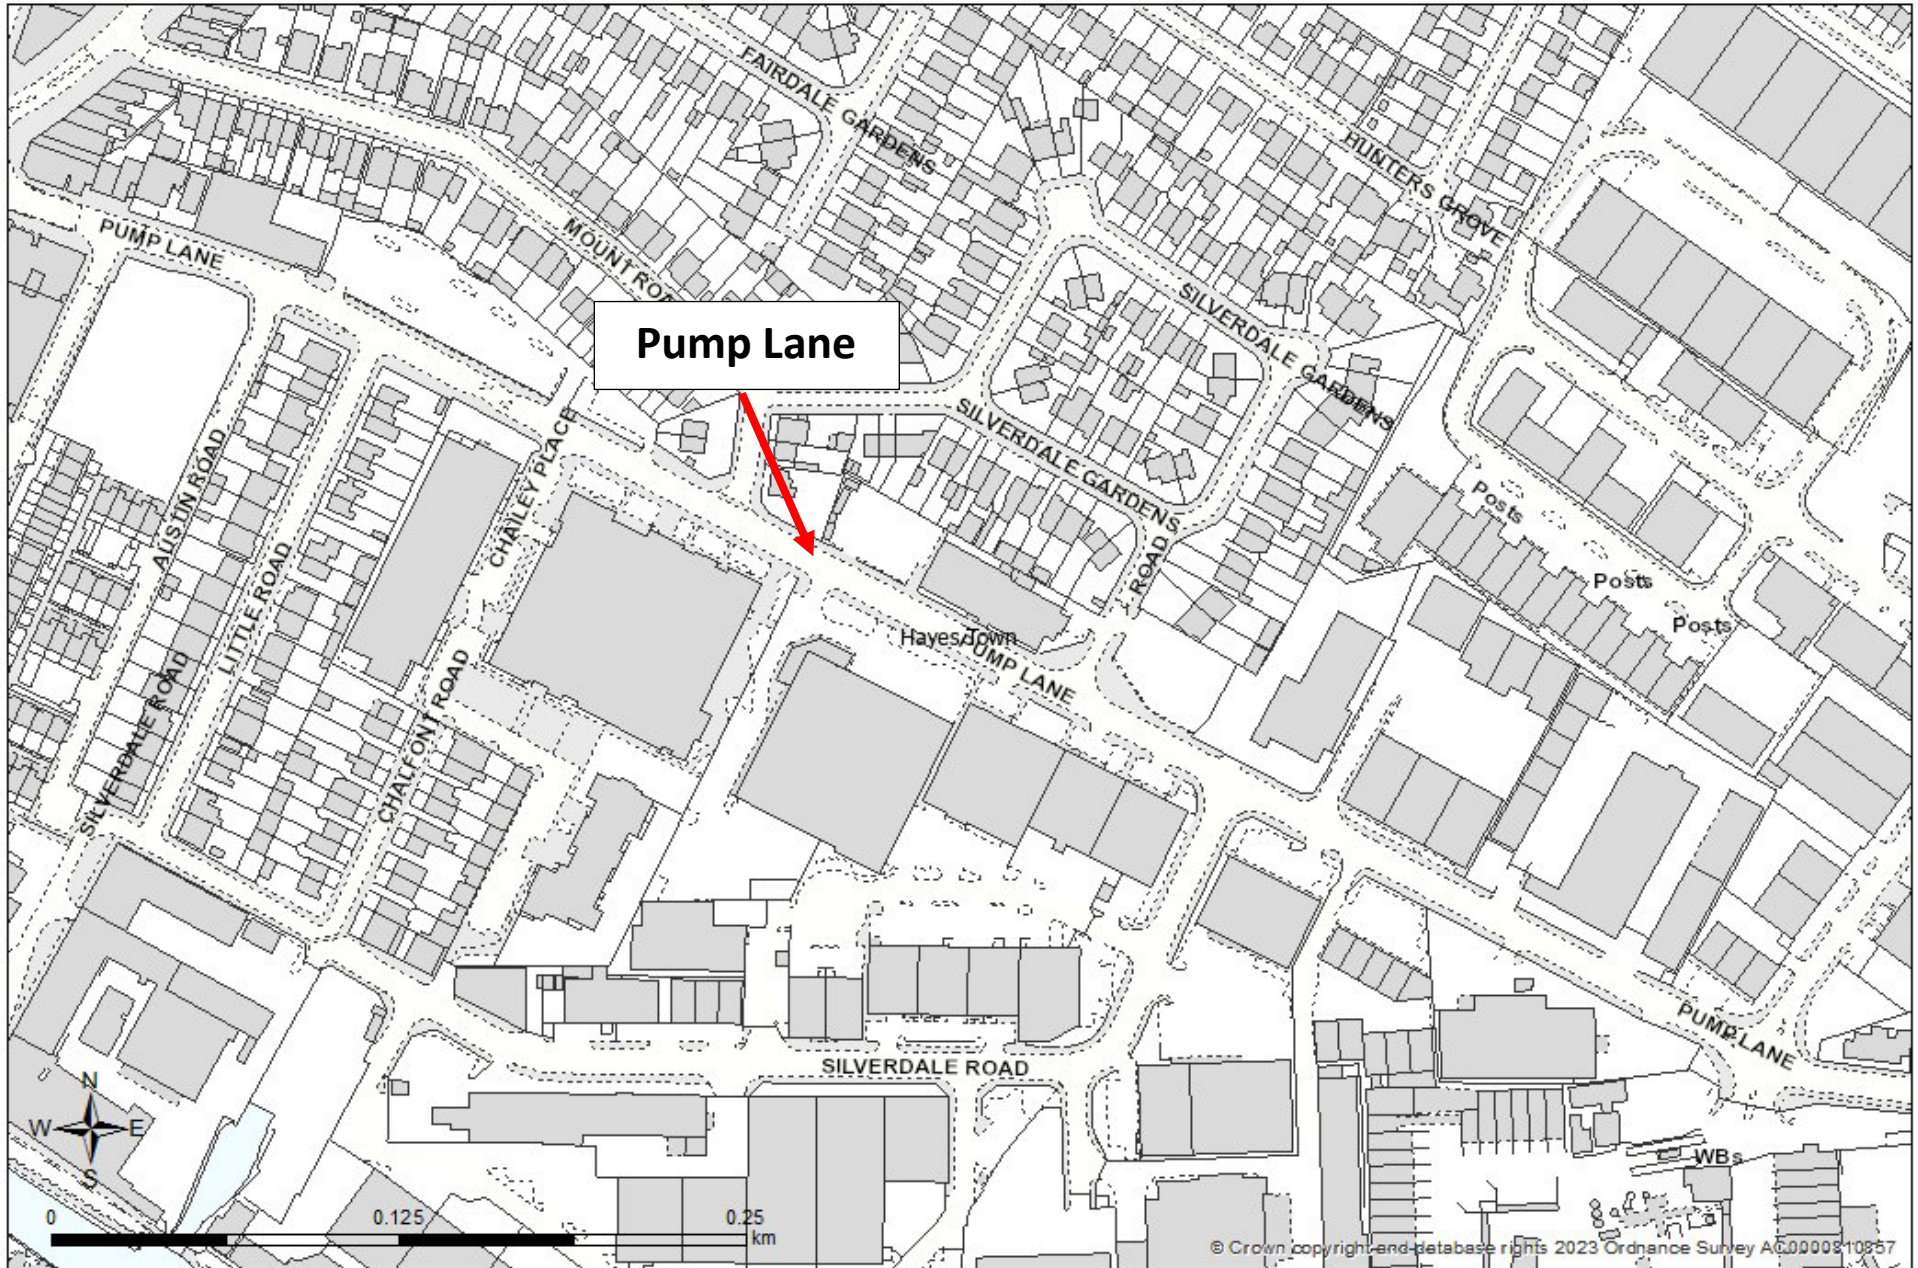 FAIRDALE GARDENS
HUNTERS GROVE
PUMP LANE
MOUNT ROA
Pump Lane
SILVERDALE GARDENS
SILVERDALE GARDENS
CHAILEY PLACE
AUSTIN ROAD
LITTLE ROAD
ROAD
Posts
Posts
Posts
Hayes Town
PUMP LANE
SILVERDALE ROAD
CHALFONT ROAD
PUMP LANE
SILVERDALE ROAD
WBs
N
W E
S
0 0.125 0.25
km
© Crown copyright and database rights 2023 Ordnance Survey AC0000810857